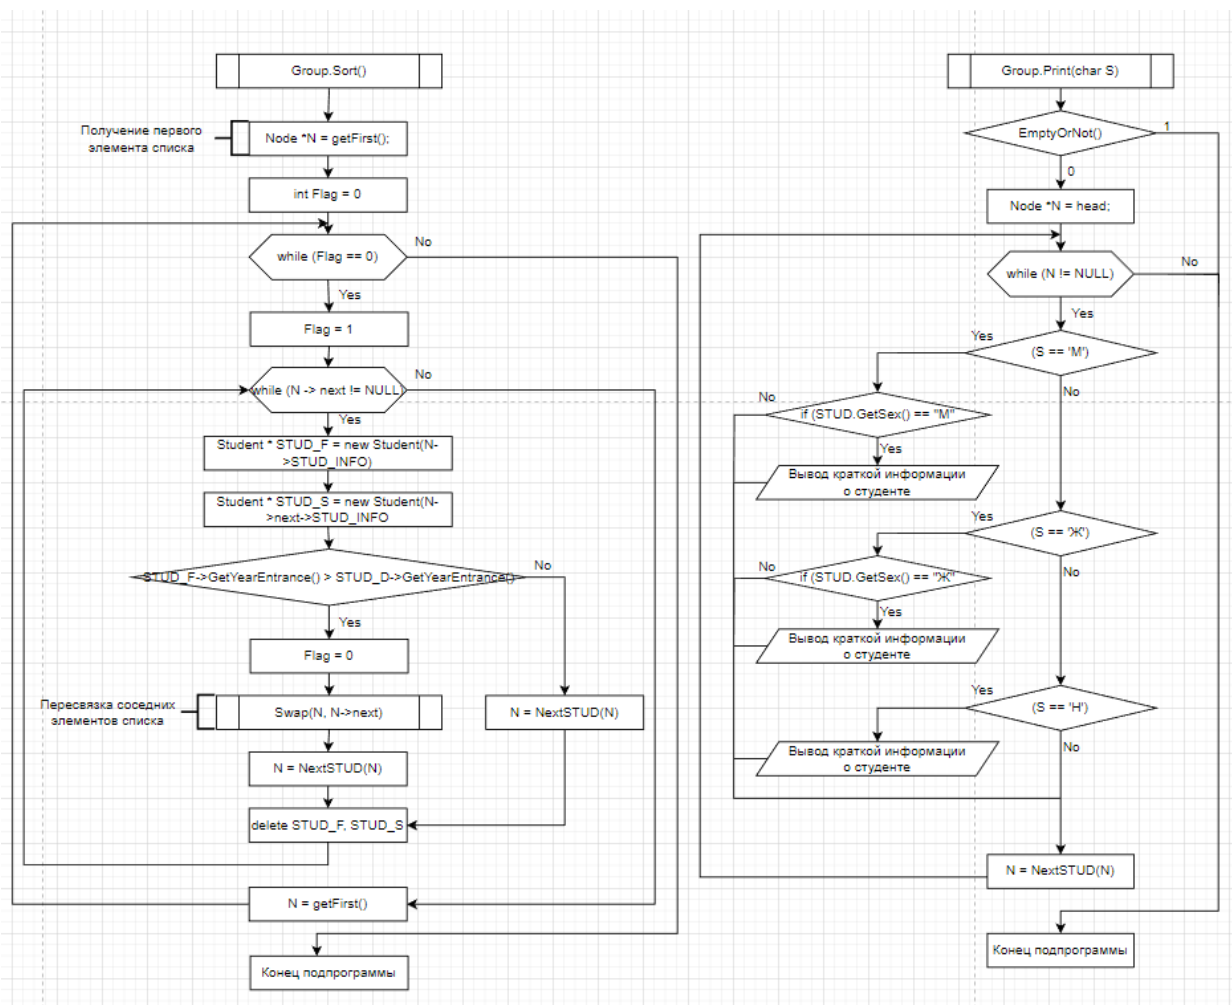 Group.Sort()
Получение первого
элемента списка
Node *N = getFirst();
int Flag = 0
while (Flag == 0)
No
Yes
Flag = 1
while (N -> next != NULL)
No
Yes
Student * STUD_F = new Student(N-
>STUD_INFO)
Student * STUD_S = new Student(N-
>next->STUD_INFO
STUD_F->GetYearEntrance() > STUD_D->GetYearEntrance()
No
Yes
Flag = 0
Пересвязка соседних
элементов списка
Swap(N, N->next)
N = NextSTUD(N)
N = NextSTUD(N)
delete STUD_F, STUD_S
N = getFirst()
Конец подпрограммы
Group.Print(char S)
EmptyOrNot()
1
0
Node *N = head;
while (N != NULL)
No
Yes
(S == 'М')
Yes
No
if (STUD.GetSex() == "М"
No
Yes
Вывод краткой информации
о студенте
(S == 'Ж')
Yes
No
if (STUD.GetSex() == "Ж"
No
Yes
Вывод краткой информации
о студенте
(S == 'Н')
Yes
No
Вывод краткой информации
о студенте
N = NextSTUD(N)
Конец подпрограммы